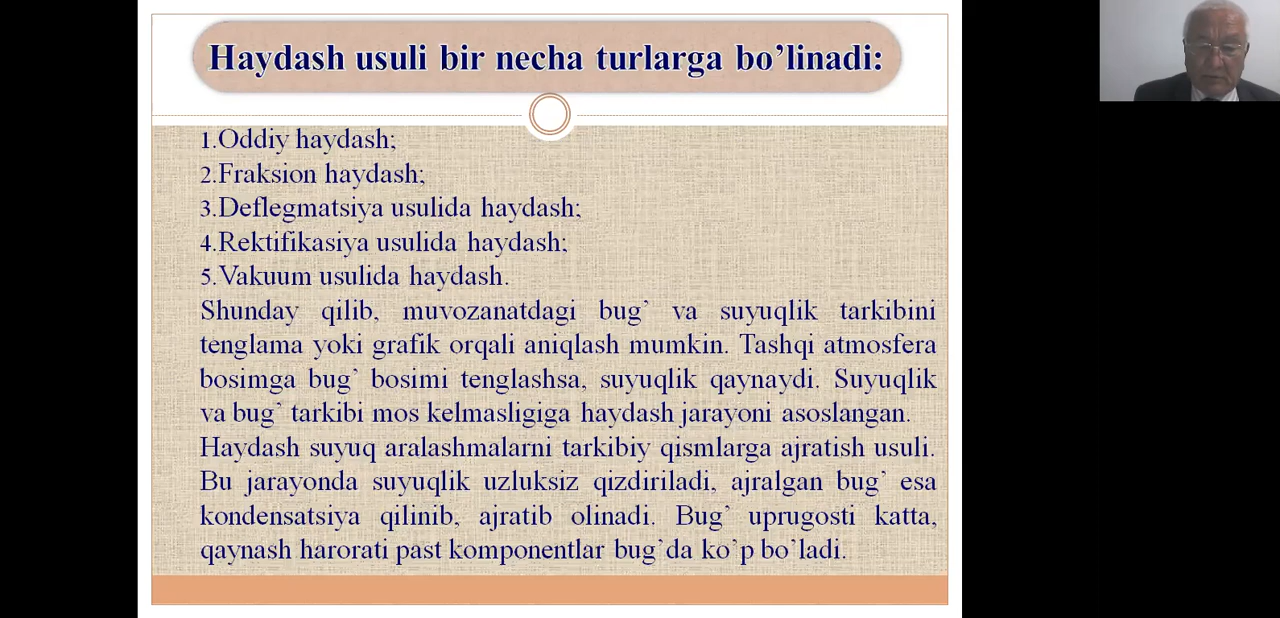 Haydash usuli bir necha turlarga bo’linadi:
1.Oddiy haydash;
2.Fraksion haydash;
3.Deflegmatsiya usulida haydash;
4.Rektifikasiya usulida haydash;
5.Vakuum usulida haydash.
Shunday qilib, muvozanatdagi bug’ va suyuqlik tarkibini
tenglama yoki grafik orqali aniqlash mumkin. Tashqi atmosfera
bosimga bug’ bosimi tenglashsa, suyuqlik qaynaydi. Suyuqlik
va bug’ tarkibi mos kelmasligiga haydash jarayoni asoslangan.
Haydash suyuq aralashmalarni tarkibiy qismlarga ajratish usuli.
Bu jarayonda suyuqlik uzluksiz qizdiriladi, ajralgan bug’ esa
kondensatsiya qilinib, ajratib olinadi. Bug’ uprugosti katta,
qaynash harorati past komponentlar bug’da ko’p bo’ladi.